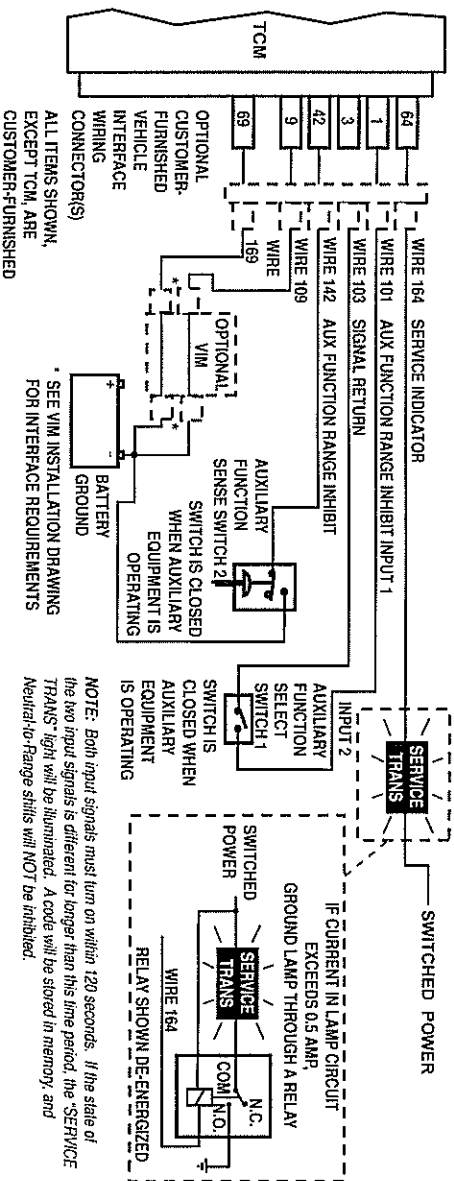 TCM
64
1
3
42
9
69
WIRE 164 SERVICE INDICATOR
WIRE 101 AUX FUNCTION RANGE INHIBIT INPUT 1
WIRE 103 SIGNAL RETURN
WIRE 142 AUX FUNCTION RANGE INHIBIT
INPUT 2
WIRE 109
WIRE
169
OPTIONAL
CUSTOMER-
FURNISHED
VEHICLE
INTERFACE
WIRING
CONNECTOR(S)
ALL ITEMS SHOWN,
EXCEPT TCM, ARE
CUSTOMER-FURNISHED
*
OPTIONAL
VIM
*
+
-
BATTERY
GROUND
* SEE VIM INSTALLATION DRAWING
FOR INTERFACE REQUIREMENTS
AUXILIARY
FUNCTION
SENSE SWITCH 2
SWITCH IS CLOSED
WHEN AUXILIARY
EQUIPMENT IS
OPERATING
AUXILIARY
FUNCTION
SELECT
SWITCH 1
SWITCH IS
CLOSED WHEN
AUXILIARY
EQUIPMENT
IS OPERATING
SERVICE
TRANS
SWITCHED POWER
IF CURRENT IN LAMP CIRCUIT
EXCEEDS 0.5 AMP,
GROUND LAMP THROUGH A RELAY
SWITCHED
POWER
SERVICE
TRANS
N.C.
COM
N.O.
WIRE 164
RELAY SHOWN DE-ENERGIZED
NOTE: Both input signals must turn on within 120 seconds. If the state of
the two input signals is different for longer than this time period, the "SERVICE
TRANS" light will be illuminated. A code will be stored in memory, and
Neutral-to-Range shifts will NOT be inhibited.